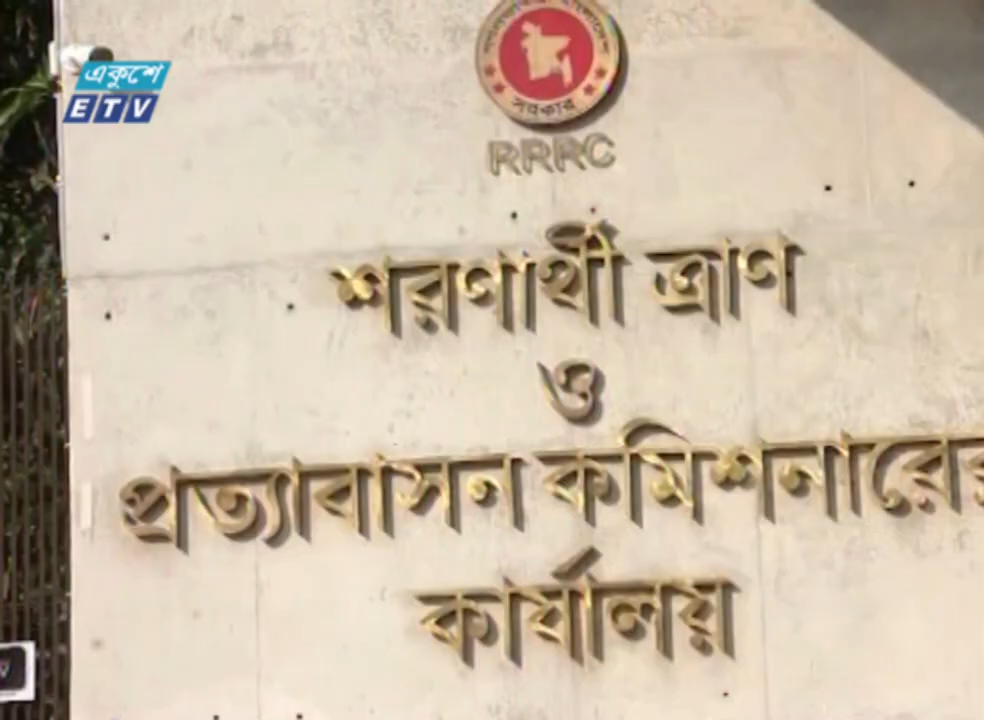 একুশে
ETV
সরকার
RRRC
শরণার্থী ত্রাণ
ও
প্রত্যাবাসন কমিশনারের
কার্যালয়